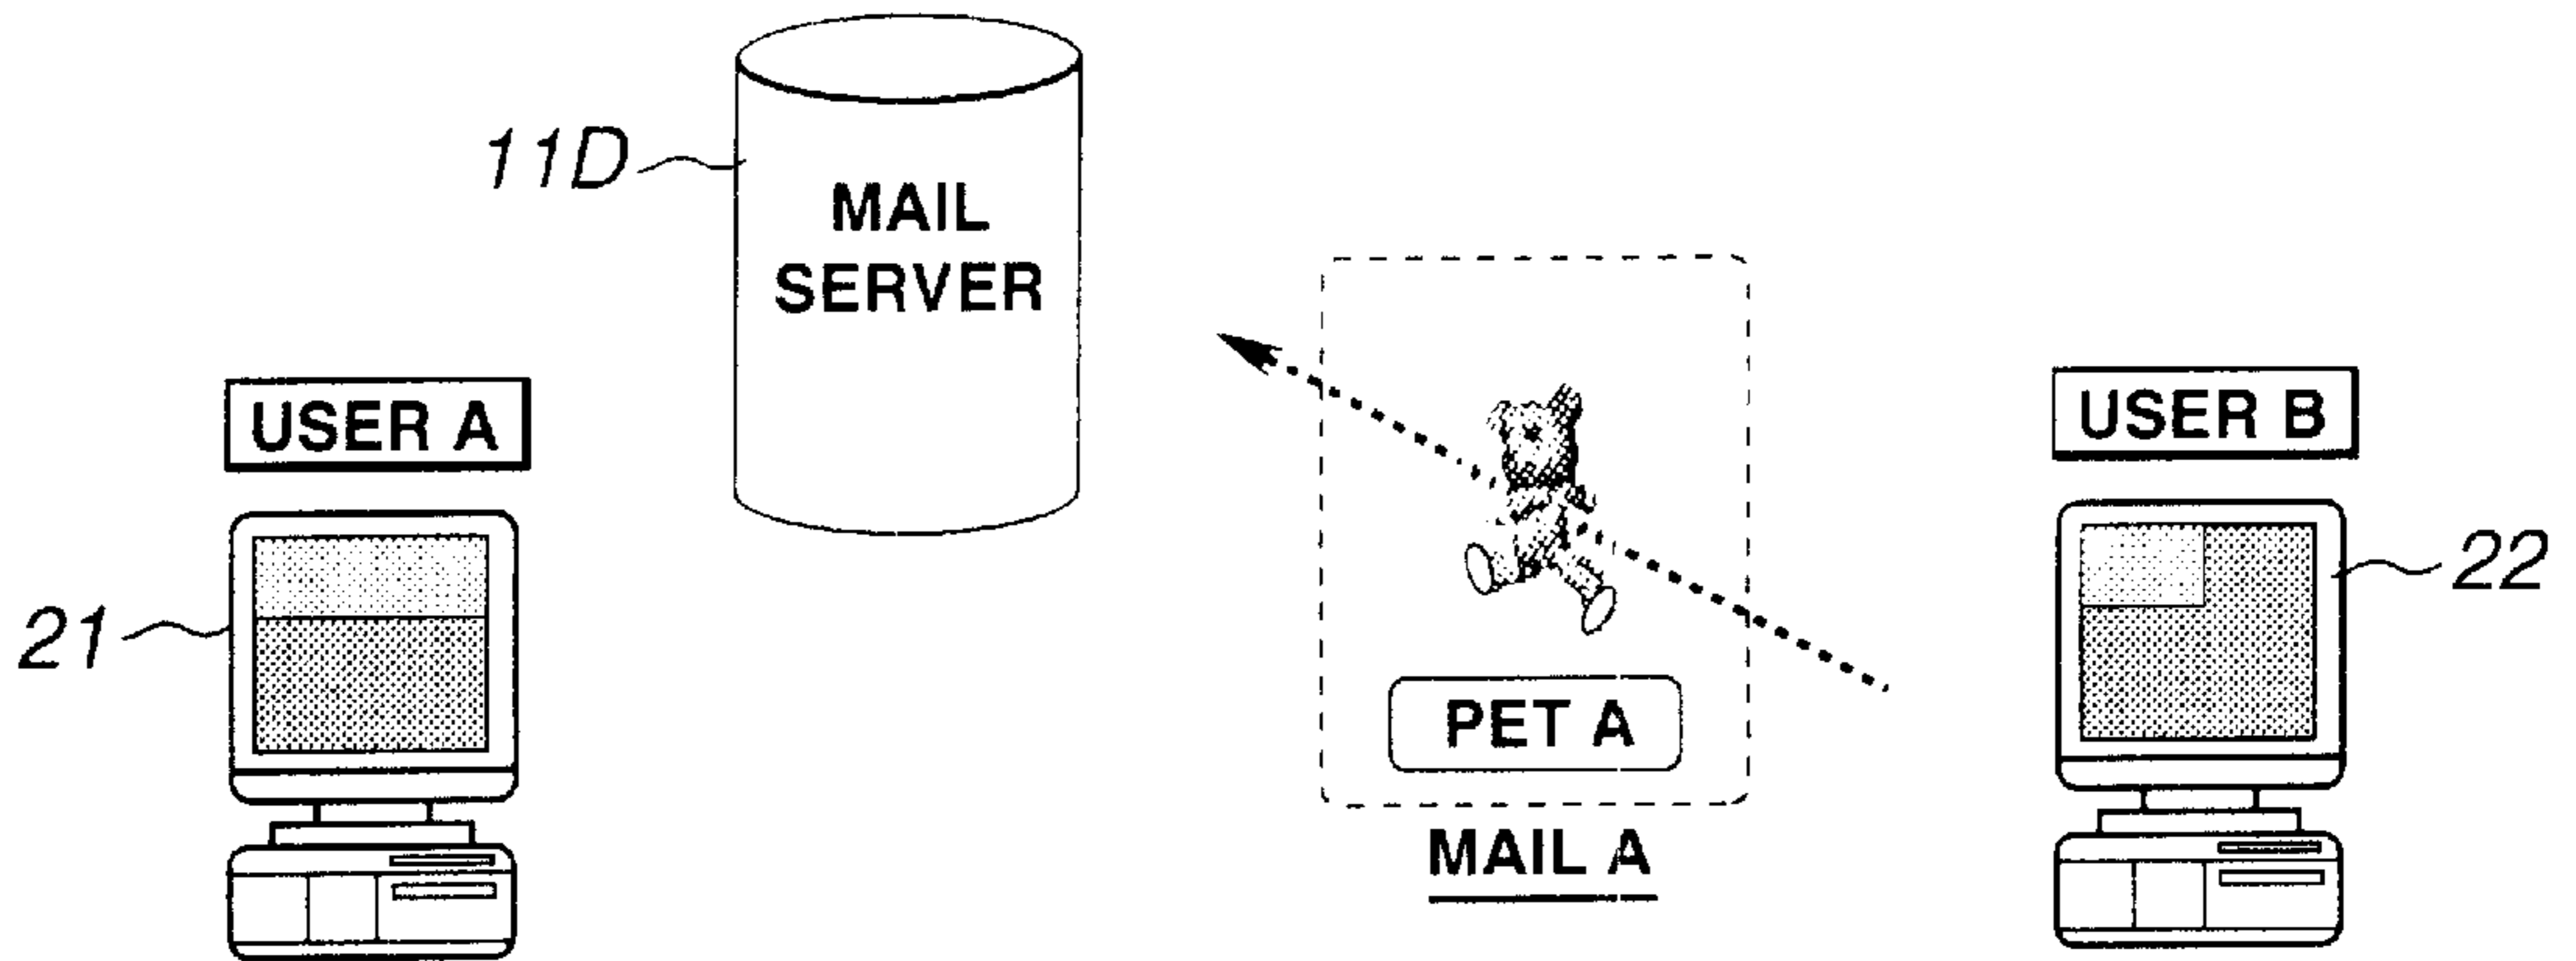 11D
MAIL
SERVER
USER A
USER B
21
22
PET A
MAIL A